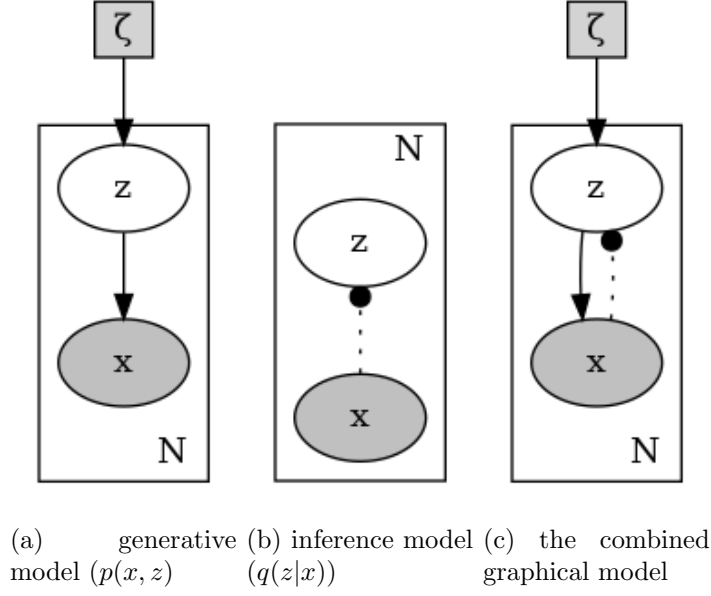 ζ
z
x
N
N
z
x
ζ
z
x
N
(a) generative
model (p(x, z)
(b) inference model
(q(z|x))
(c) the combined
graphical model